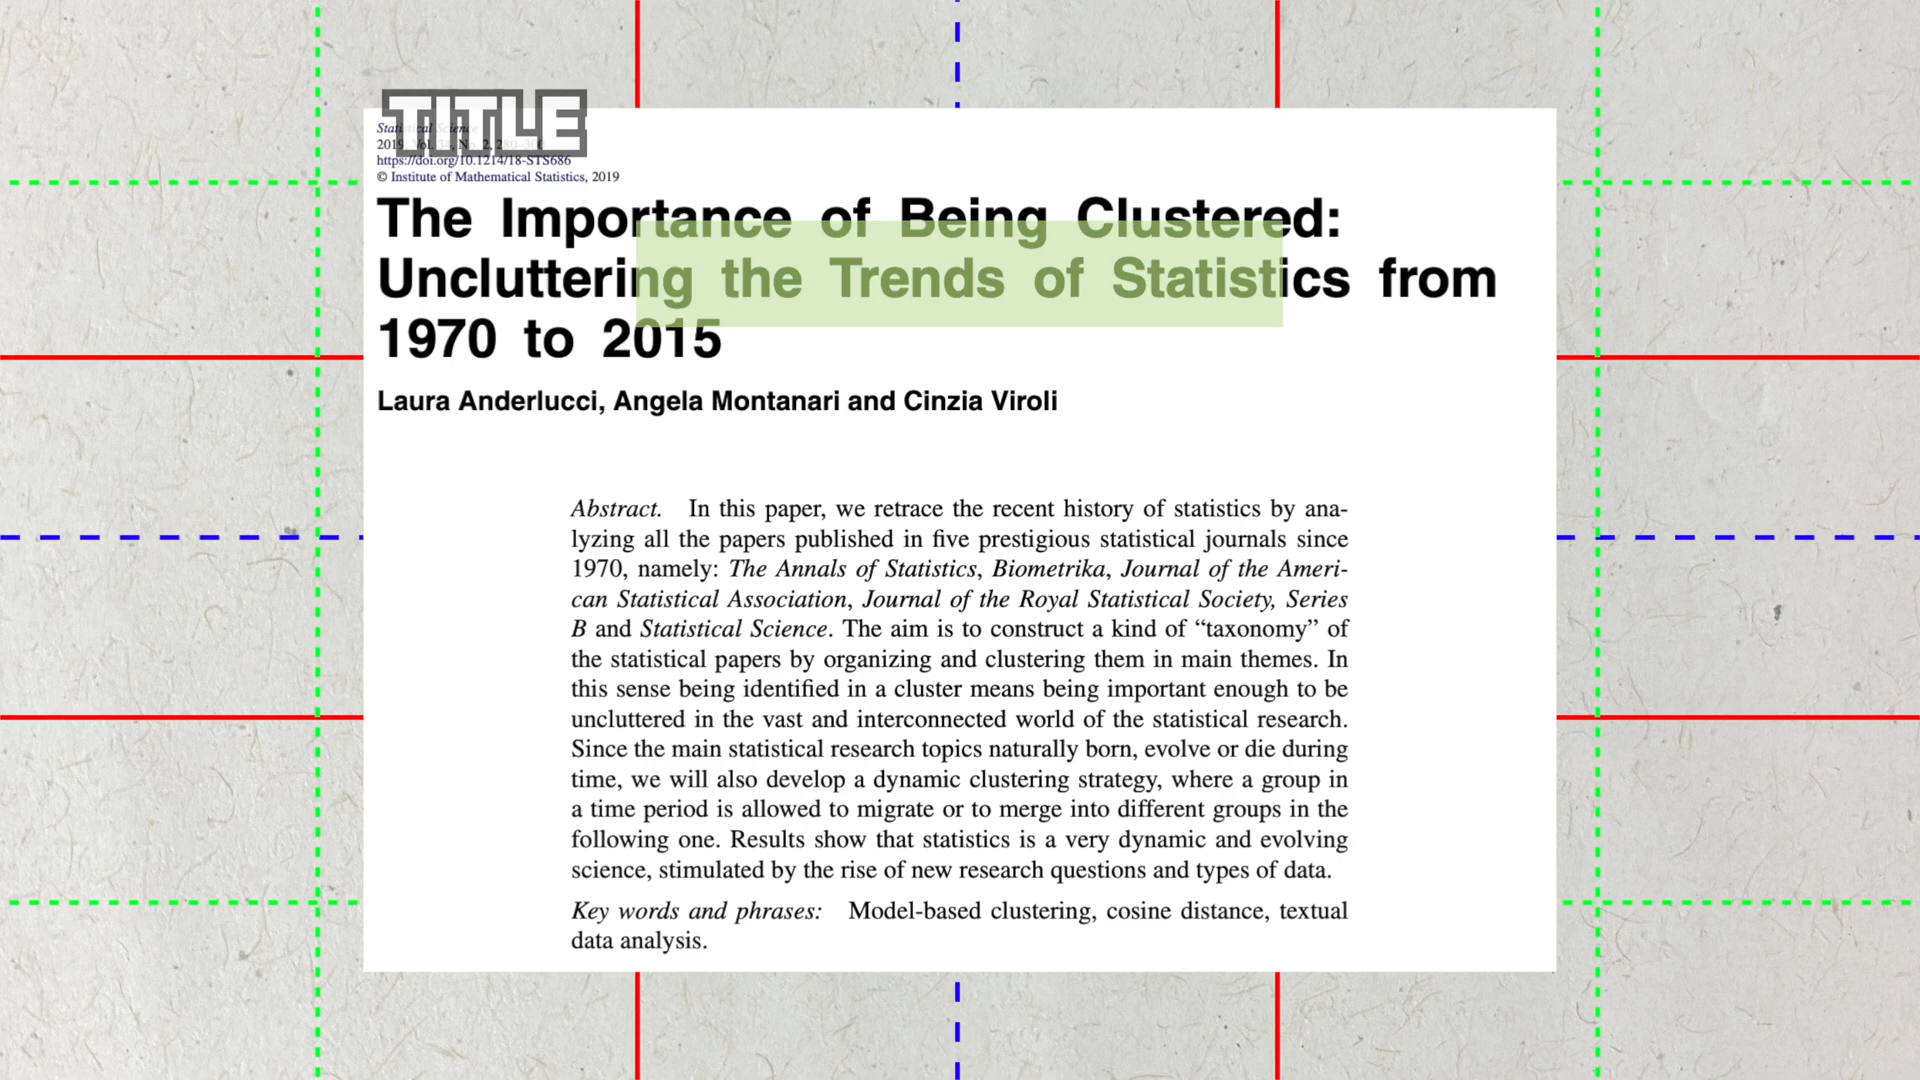 TITLE
Statistical Science
2019, Vol. 34, No. 2, 280–300
https://doi.org/10.1214/18-STS686
© Institute of Mathematical Statistics, 2019
The Importance of Being Clustered:
Uncluttering the Trends of Statistics from
1970 to 2015
Laura Anderlucci, Angela Montanari and Cinzia Viroli
Abstract. In this paper, we retrace the recent history of statistics by ana-
lyzing all the papers published in five prestigious statistical journals since
1970, namely: The Annals of Statistics, Biometrika, Journal of the Ameri-
can Statistical Association, Journal of the Royal Statistical Society, Series
B and Statistical Science. The aim is to construct a kind of “taxonomy” of
the statistical papers by organizing and clustering them in main themes. In
this sense being identified in a cluster means being important enough to be
uncluttered in the vast and interconnected world of the statistical research.
Since the main statistical research topics naturally born, evolve or die during
time, we will also develop a dynamic clustering strategy, where a group in
a time period is allowed to migrate or to merge into different groups in the
following one. Results show that statistics is a very dynamic and evolving
science, stimulated by the rise of new research questions and types of data.
Key words and phrases: Model-based clustering, cosine distance, textual
data analysis.